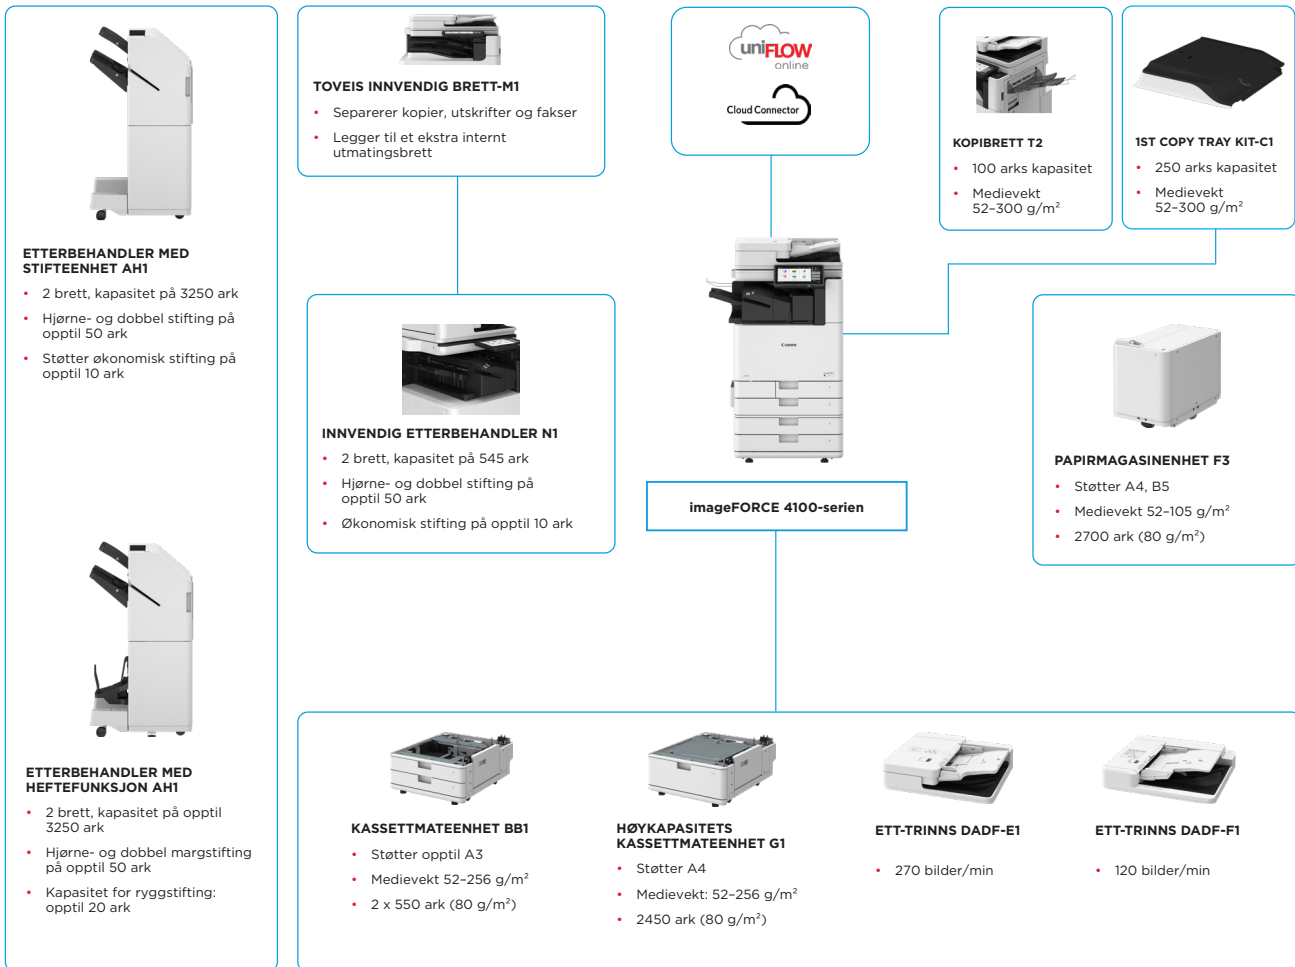 ETTERBEHANDLER MED
STIFTEENHET AH1
• 2 brett, kapasitet på 3250 ark
• Hjørne- og dobbel stifting på
opptil 50 ark
• Støtter økonomisk stifting på
opptil 10 ark
ETTERBEHANDLER MED
HEFTEFUNKSJON AH1
• 2 brett, kapasitet på opptil
3250 ark
• Hjørne- og dobbel margstifting
på opptil 50 ark
• Kapasitet for ryggstifting:
opptil 20 ark
TOVEIS INNVENDIG BRETT-M1
• Separerer kopier, utskrifter og fakser
• Legger til et ekstra internt
utmatingsbrett
INNVENDIG ETTERBEHANDLER N1
• 2 brett, kapasitet på 545 ark
• Hjørne- og dobbel stifting på
opptil 50 ark
• Økonomisk stifting på opptil 10 ark
uniFLOW
online
Cloud Connector
Canon
imageFORCE 4100-serien
KOPIBRETT T2
• 100 arks kapasitet
• Medievekt
52–300 g/m²
1ST COPY TRAY KIT-C1
• 250 arks kapasitet
• Medievekt
52–300 g/m²
PAPIRMAGASINENHET F3
• Støtter A4, B5
• Medievekt 52–105 g/m²
• 2700 ark (80 g/m²)
KASSETTMATEENHET BB1
• Støtter opptil A3
• Medievekt 52–256 g/m²
• 2 x 550 ark (80 g/m²)
HØYKAPASITETS
KASSETTMATEENHET G1
• Støtter A4
• Medievekt: 52–256 g/m²
• 2450 ark (80 g/m²)
ETT-TRINNS DADF-E1
• 270 bilder/min
ETT-TRINNS DADF-F1
• 120 bilder/min